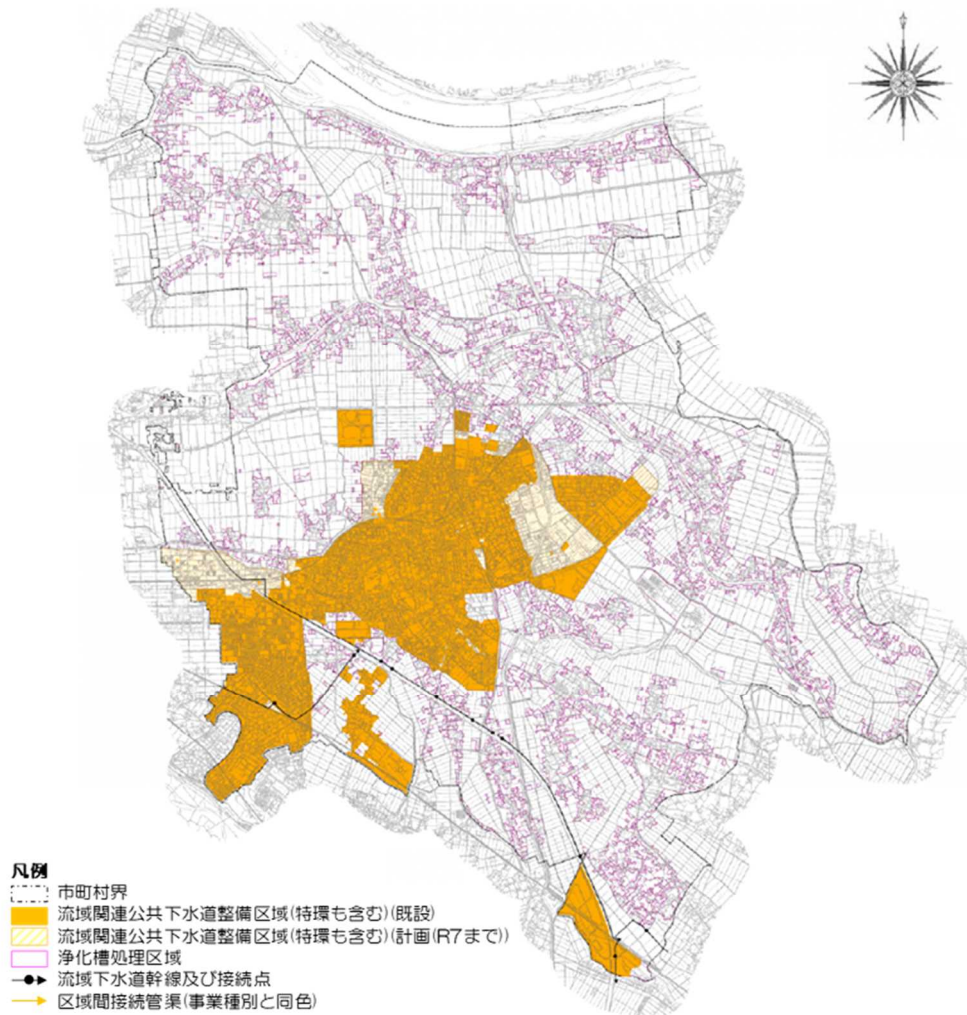 凡例
市町村界
流域関連公共下水道整備区域(特環も含む)(既設)
流域関連公共下水道整備区域(特環も含む)(計画(R7まで))
浄化槽処理区域
流域下水道幹線及び接続点
区域間接続管渠(事業種別と同色)